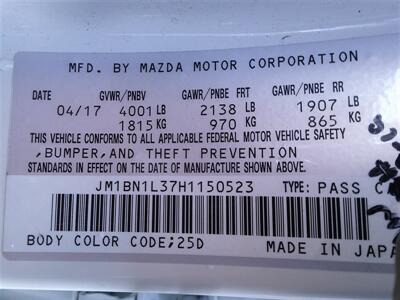 MFD. BY MAZDA MOTOR CORPORATION
DATE GVWR/PNBV GAWR/PNBE FRT GAWR/PNBE RR
04/17 4001 LB 2138 LB 1907 LB
1815 KG 970 KG 865 KG
THIS VEHICLE CONFORMS TO ALL APPLICABLE FEDERAL MOTOR VEHICLE SAFETY
,BUMPER,AND THEFT PREVENTION
STANDARDS IN EFFECT ON THE DATE OF MANUFACTURE SHOWN ABOVE.
JM1BN1L37H1150523 TYPE: PASS
BODY COLOR CODE;25D MADE IN JAPA